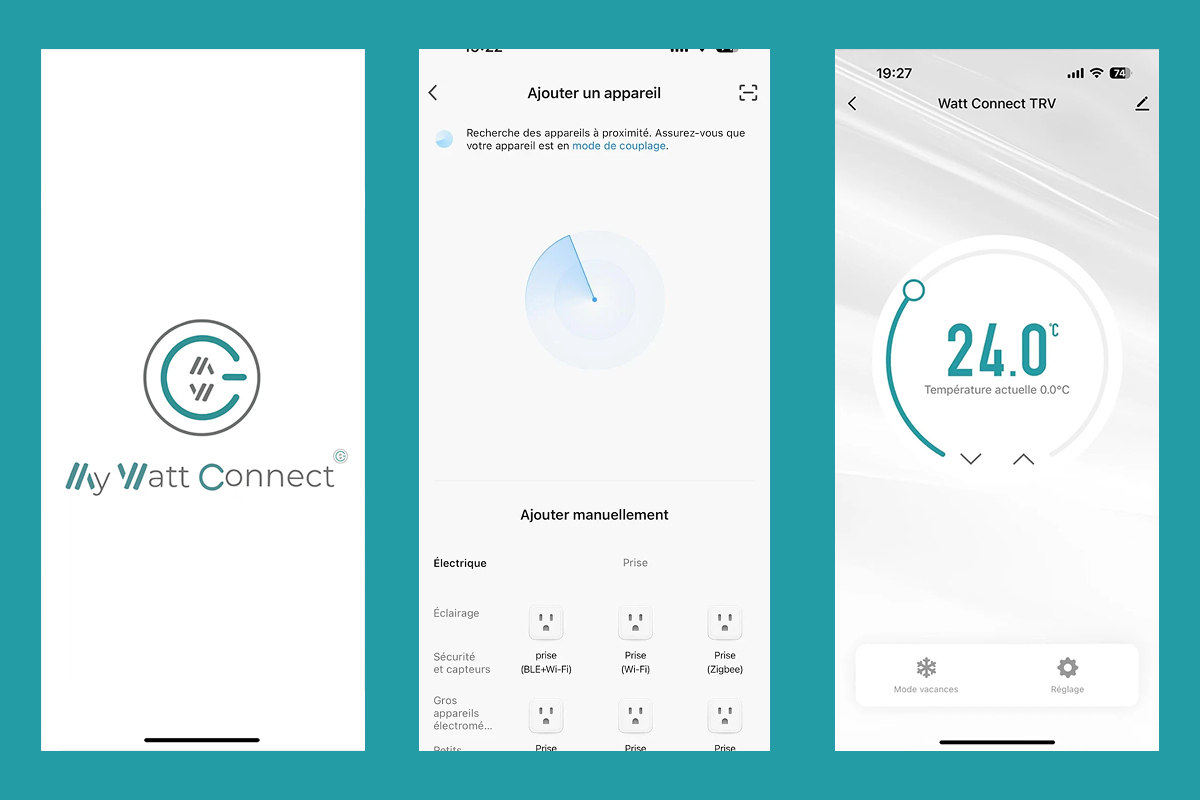 My Watt Connect
Ajouter un appareil
Recherche des appareils à proximité. Assurez-vous que
votre appareil est en mode de couplage.
Ajouter manuellement
Électrique
Prise
Éclairage
Sécurité
et capteurs
Gros
appareils
électromé...
Petits
prise
(BLE+Wi-Fi)
Prise
(Wi-Fi)
Prise
(Zigbee)
Prise
Prise
Prise
19:27
74
Watt Connect TRV
24.0°C
Température actuelle 0.0°C
Mode vacances
Réglage